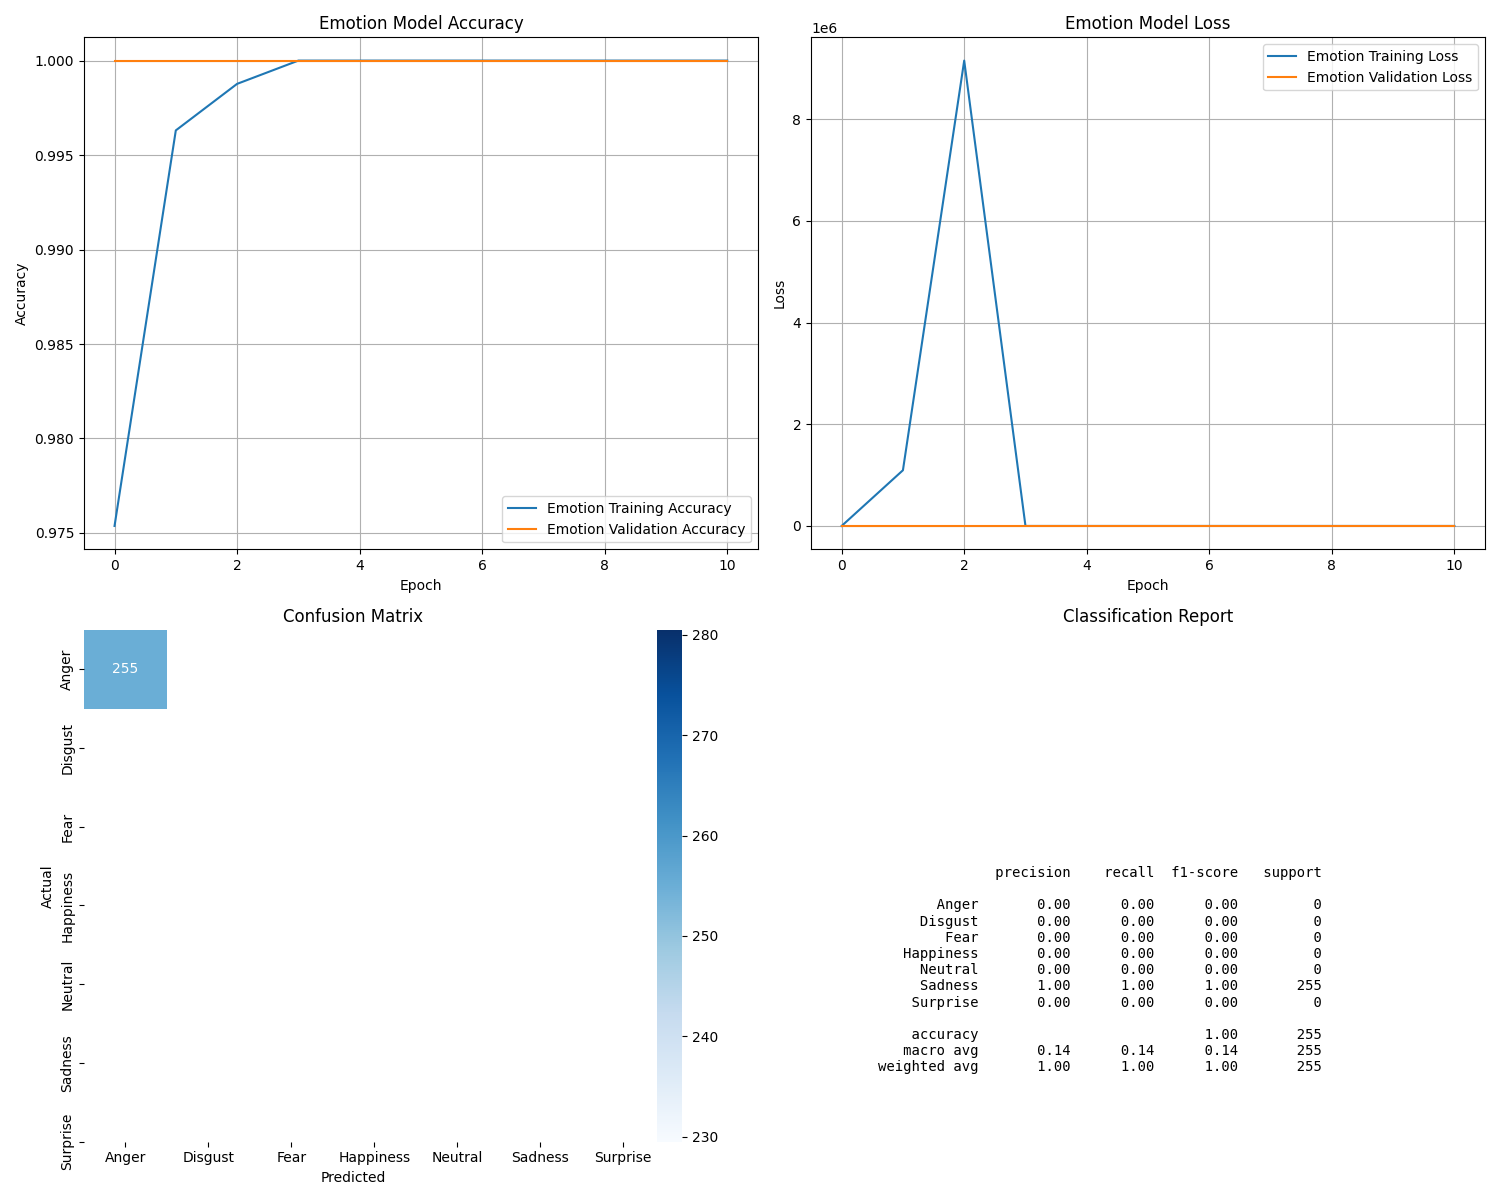 Emotion Model Accuracy
1.000
0.995
0.990
0.985
0.980
0.975
Accuracy
Emotion Training Accuracy
Emotion Validation Accuracy
0 2 4 6 8 10
Epoch
Emotion Model Loss
1e6
8
6
4
2
0
Loss
Emotion Training Loss
Emotion Validation Loss
0 2 4 6 8 10
Epoch
Confusion Matrix
Actual
Anger
Disgust
Fear
Happiness
Neutral
Sadness
Surprise
255
Anger Disgust Fear Happiness Neutral Sadness Surprise
Predicted
280
270
260
250
240
230
Classification Report
precision recall f1-score support
Anger 0.00 0.00 0.00 0
Disgust 0.00 0.00 0.00 0
Fear 0.00 0.00 0.00 0
Happiness 0.00 0.00 0.00 0
Neutral 0.00 0.00 0.00 0
Sadness 1.00 1.00 1.00 255
Surprise 0.00 0.00 0.00 0
accuracy 1.00 255
macro avg 0.14 0.14 0.14 255
weighted avg 1.00 1.00 1.00 255